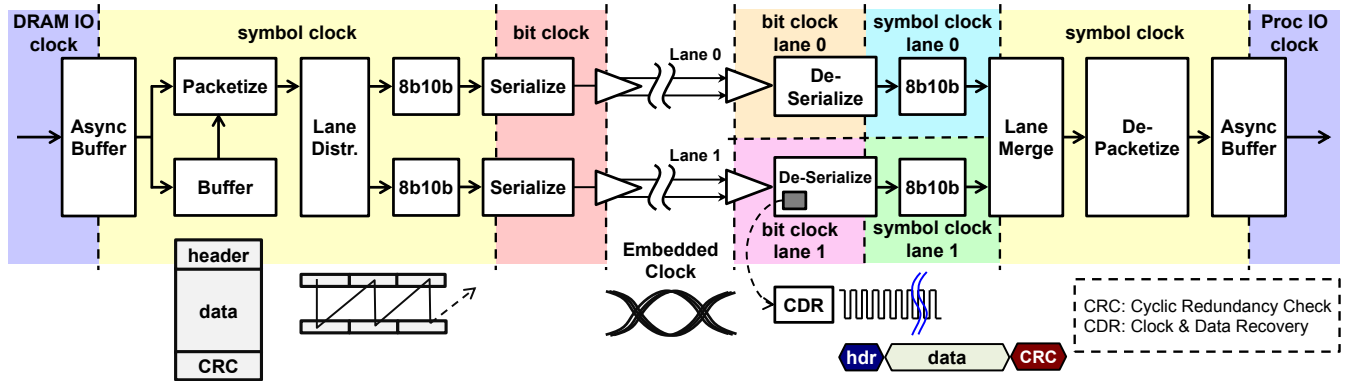 DRAM IO
clock
symbol clock
bit clock
bit clock
lane 0
symbol clock
lane 0
symbol clock
Proc IO
clock
Async
Buffer
Packetize
Buffer
Lane
Distr.
8b10b
Serialize
Lane 0
De-
Serialize
8b10b
8b10b
Serialize
Lane 1
De-Serialize
8b10b
Lane
Merge
De-
Packetize
Async
Buffer
bit clock
lane 1
symbol clock
lane 1
header
data
CRC
Embedded
Clock
CDR
hdr
data
CRC
CRC: Cyclic Redundancy Check
CDR: Clock & Data Recovery